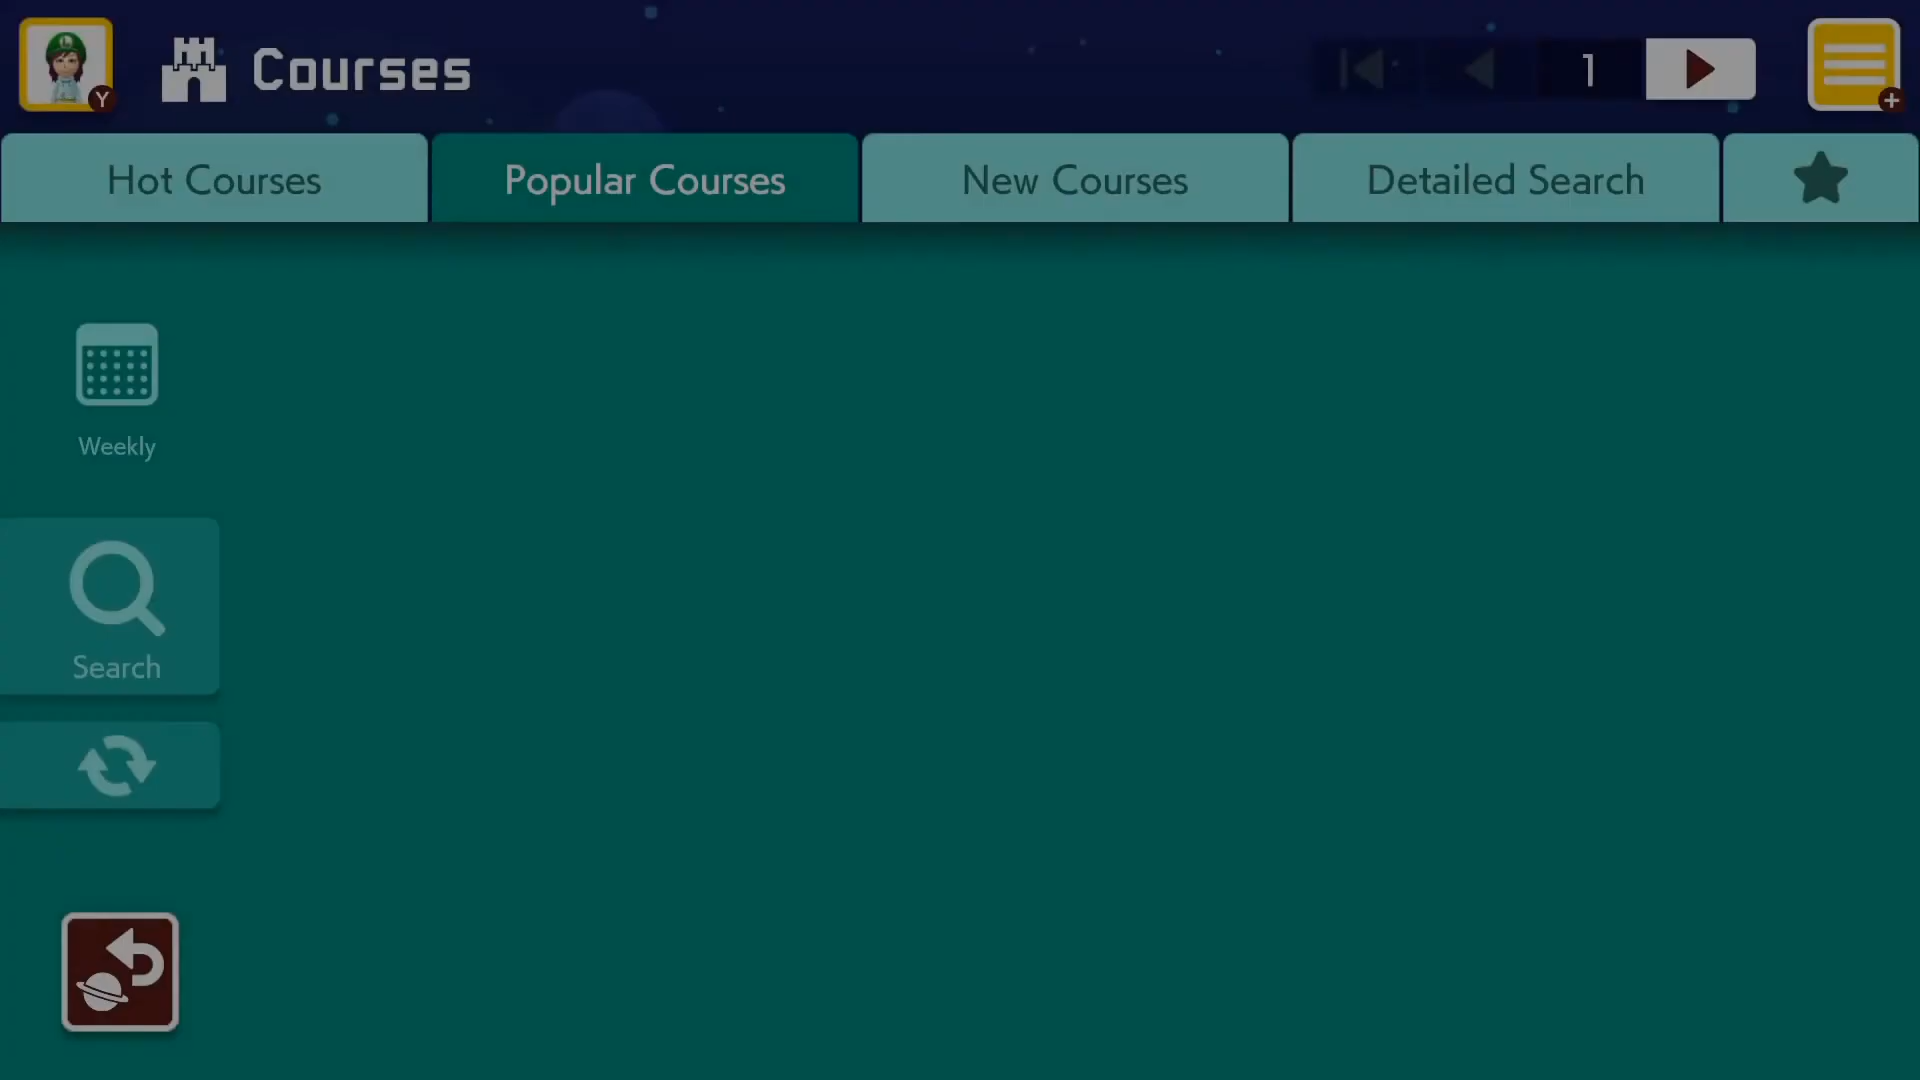 Y
Courses
1
+
Hot Courses
Popular Courses
New Courses
Detailed Search
Weekly
Search